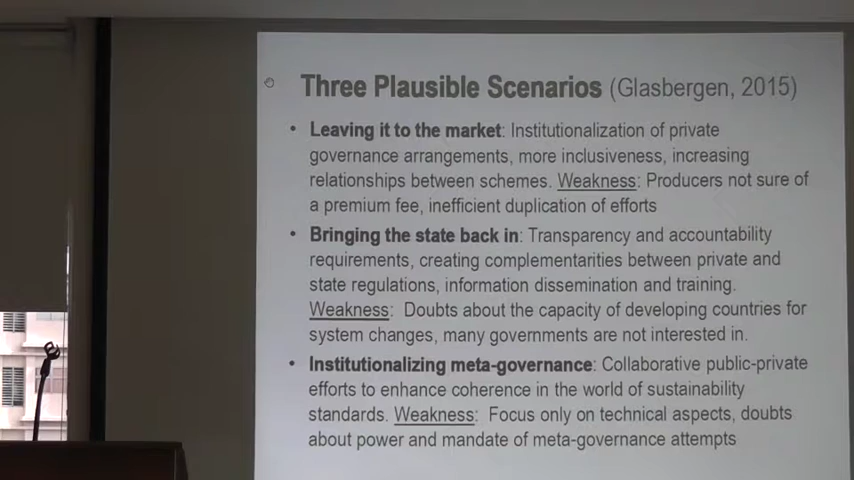 Three Plausible Scenarios (Glasbergen, 2015)
• Leaving it to the market: Institutionalization of private
governance arrangements, more inclusiveness, increasing
relationships between schemes. Weakness: Producers not sure of
a premium fee, inefficient duplication of efforts
• Bringing the state back in: Transparency and accountability
requirements, creating complementarities between private and
state regulations, information dissemination and training.
Weakness: Doubts about the capacity of developing countries for
system changes, many governments are not interested in.
• Institutionalizing meta-governance: Collaborative public-private
efforts to enhance coherence in the world of sustainability
standards. Weakness: Focus only on technical aspects, doubts
about power and mandate of meta-governance attempts